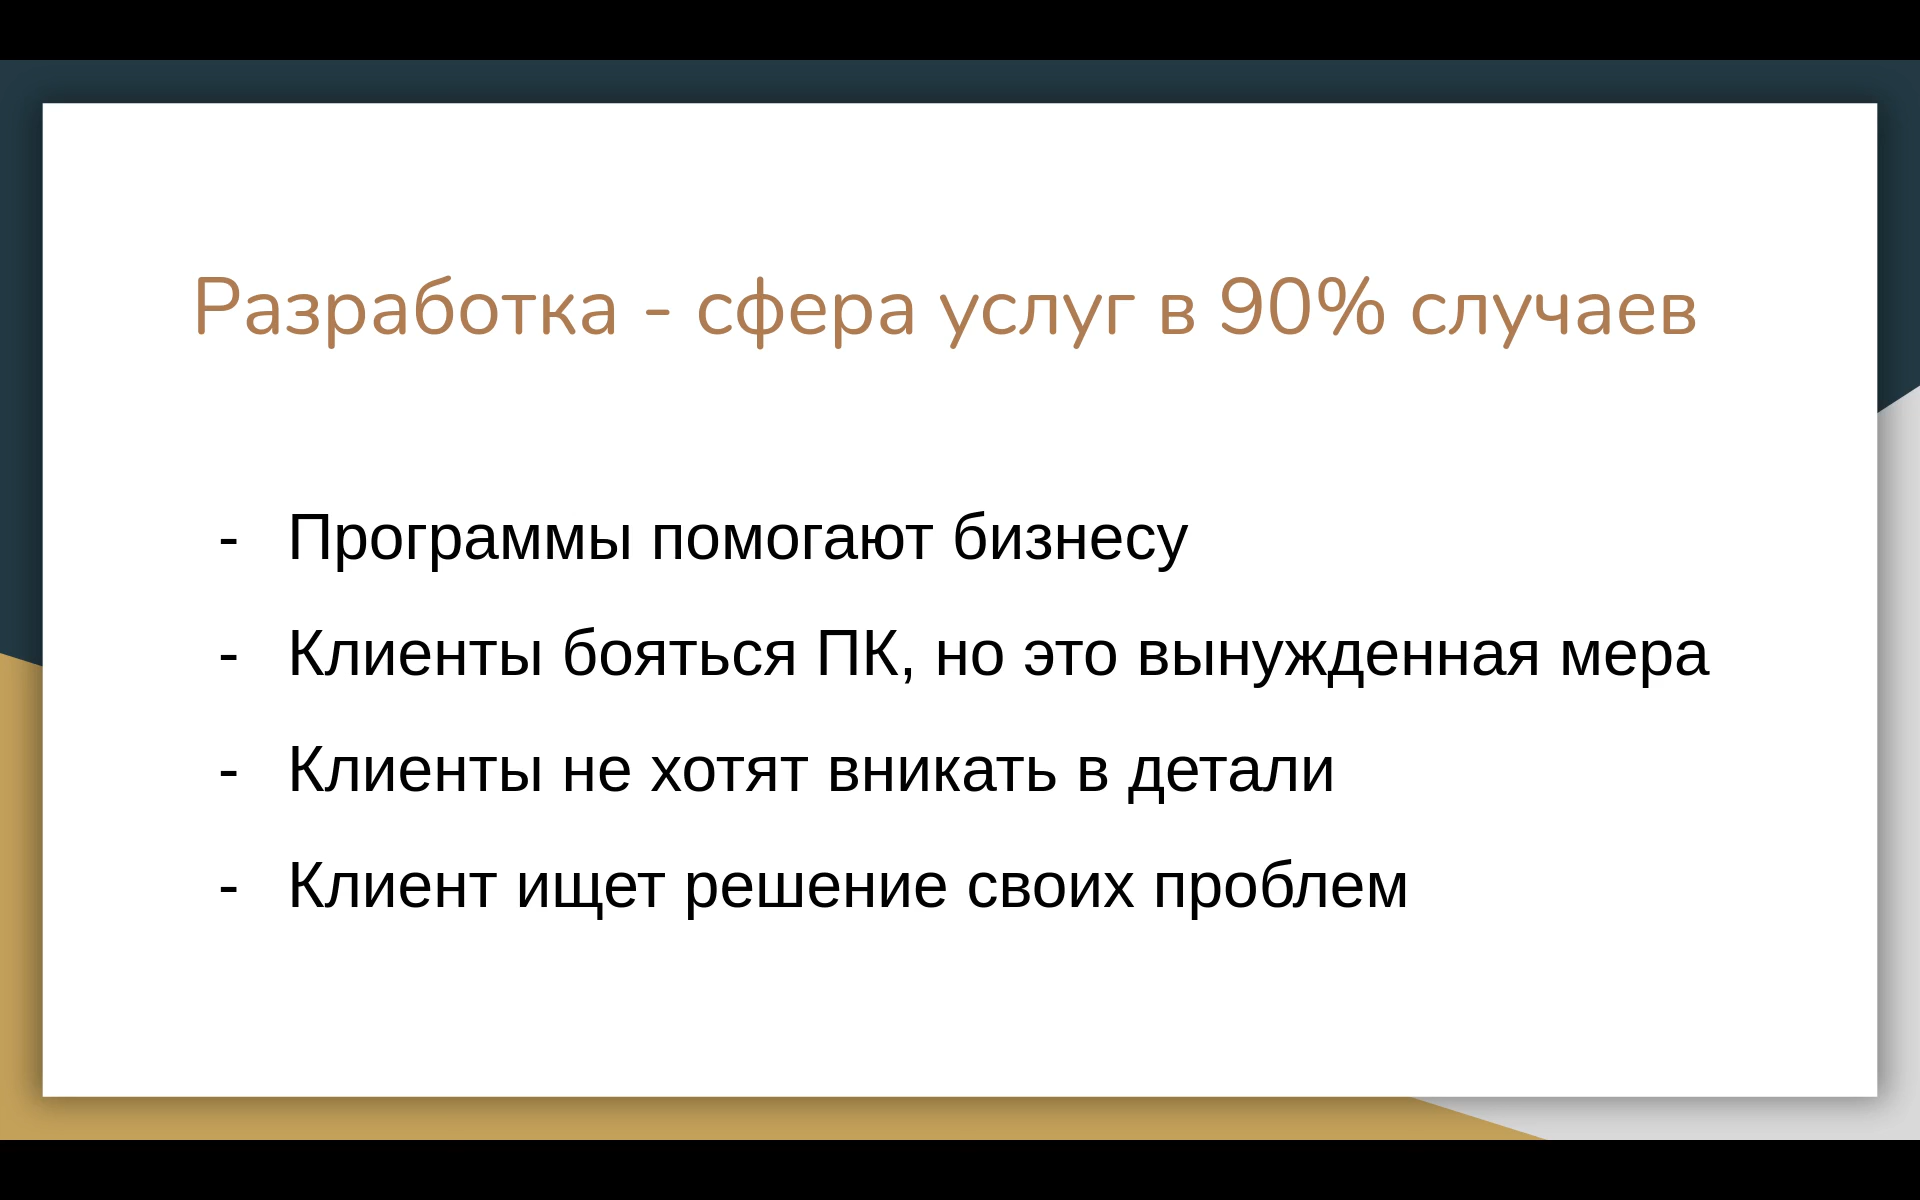 Разработка - сфера услуг в 90% случаев
- Программы помогают бизнесу
- Клиенты бояться ПК, но это вынужденная мера
- Клиенты не хотят вникать в детали
- Клиент ищет решение своих проблем